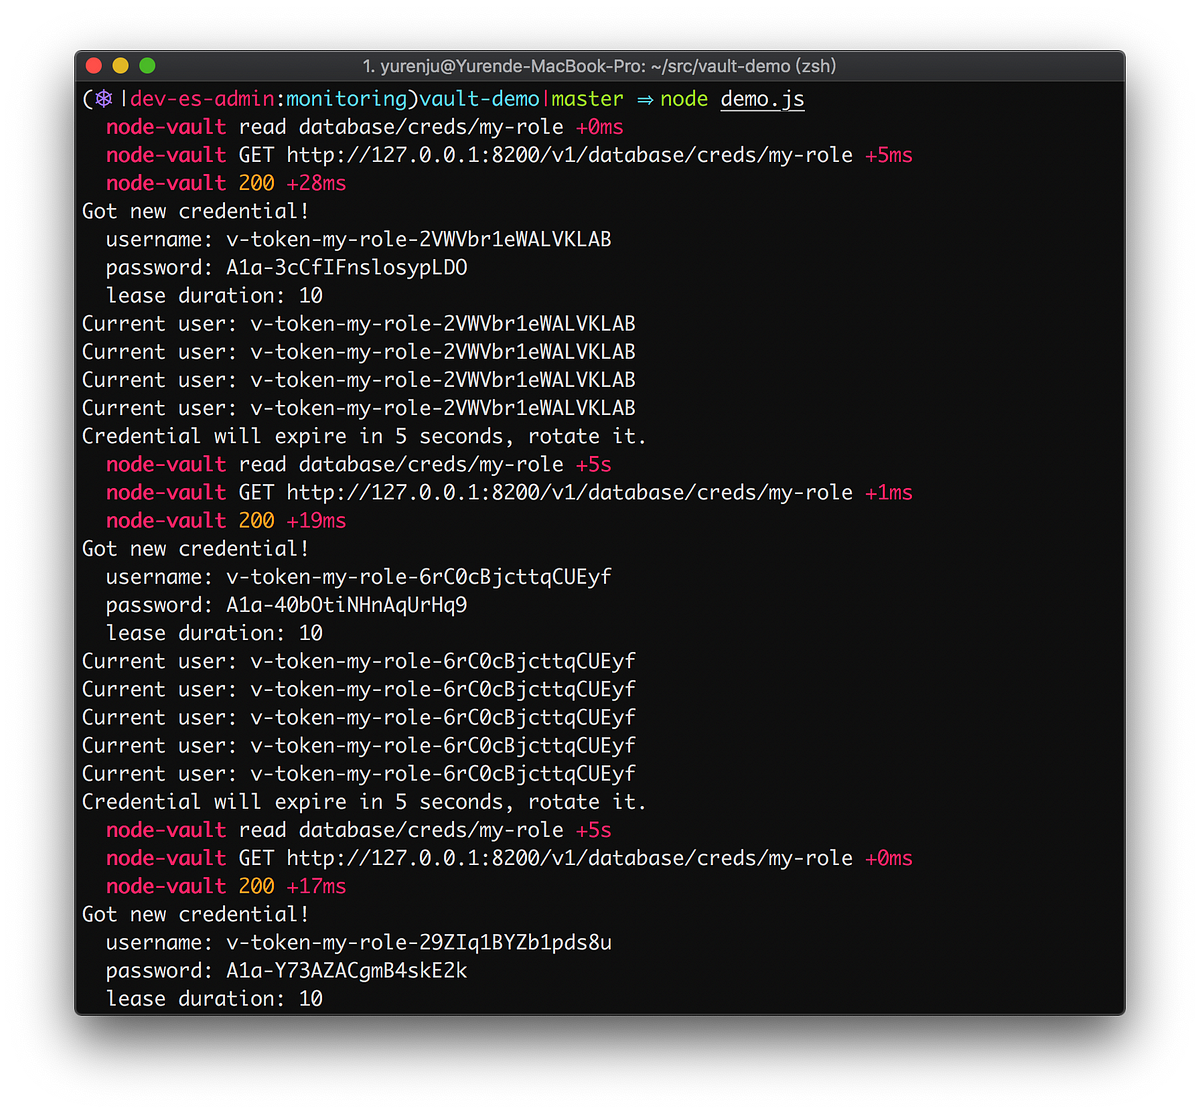 1. yurenju@Yurende-MacBook-Pro: ~/src/vault-demo (zsh)
(⎈ |dev-es-admin:monitoring)vault-demo|master ⇒ node demo.js
node-vault read database/creds/my-role +0ms
node-vault GET http://127.0.0.1:8200/v1/database/creds/my-role +5ms
node-vault 200 +28ms
Got new credential!
username: v-token-my-role-2VWVbr1eWALVKLAB
password: A1a-3cCfIFnslosypLDO
lease duration: 10
Current user: v-token-my-role-2VWVbr1eWALVKLAB
Current user: v-token-my-role-2VWVbr1eWALVKLAB
Current user: v-token-my-role-2VWVbr1eWALVKLAB
Current user: v-token-my-role-2VWVbr1eWALVKLAB
Credential will expire in 5 seconds, rotate it.
node-vault read database/creds/my-role +5s
node-vault GET http://127.0.0.1:8200/v1/database/creds/my-role +1ms
node-vault 200 +19ms
Got new credential!
username: v-token-my-role-6rC0cBjcttqCUEyf
password: A1a-40bOtiNHnAqUrHq9
lease duration: 10
Current user: v-token-my-role-6rC0cBjcttqCUEyf
Current user: v-token-my-role-6rC0cBjcttqCUEyf
Current user: v-token-my-role-6rC0cBjcttqCUEyf
Current user: v-token-my-role-6rC0cBjcttqCUEyf
Current user: v-token-my-role-6rC0cBjcttqCUEyf
Credential will expire in 5 seconds, rotate it.
node-vault read database/creds/my-role +5s
node-vault GET http://127.0.0.1:8200/v1/database/creds/my-role +0ms
node-vault 200 +17ms
Got new credential!
username: v-token-my-role-29ZIq1BYZb1pds8u
password: A1a-Y73AZACgmB4skE2k
lease duration: 10